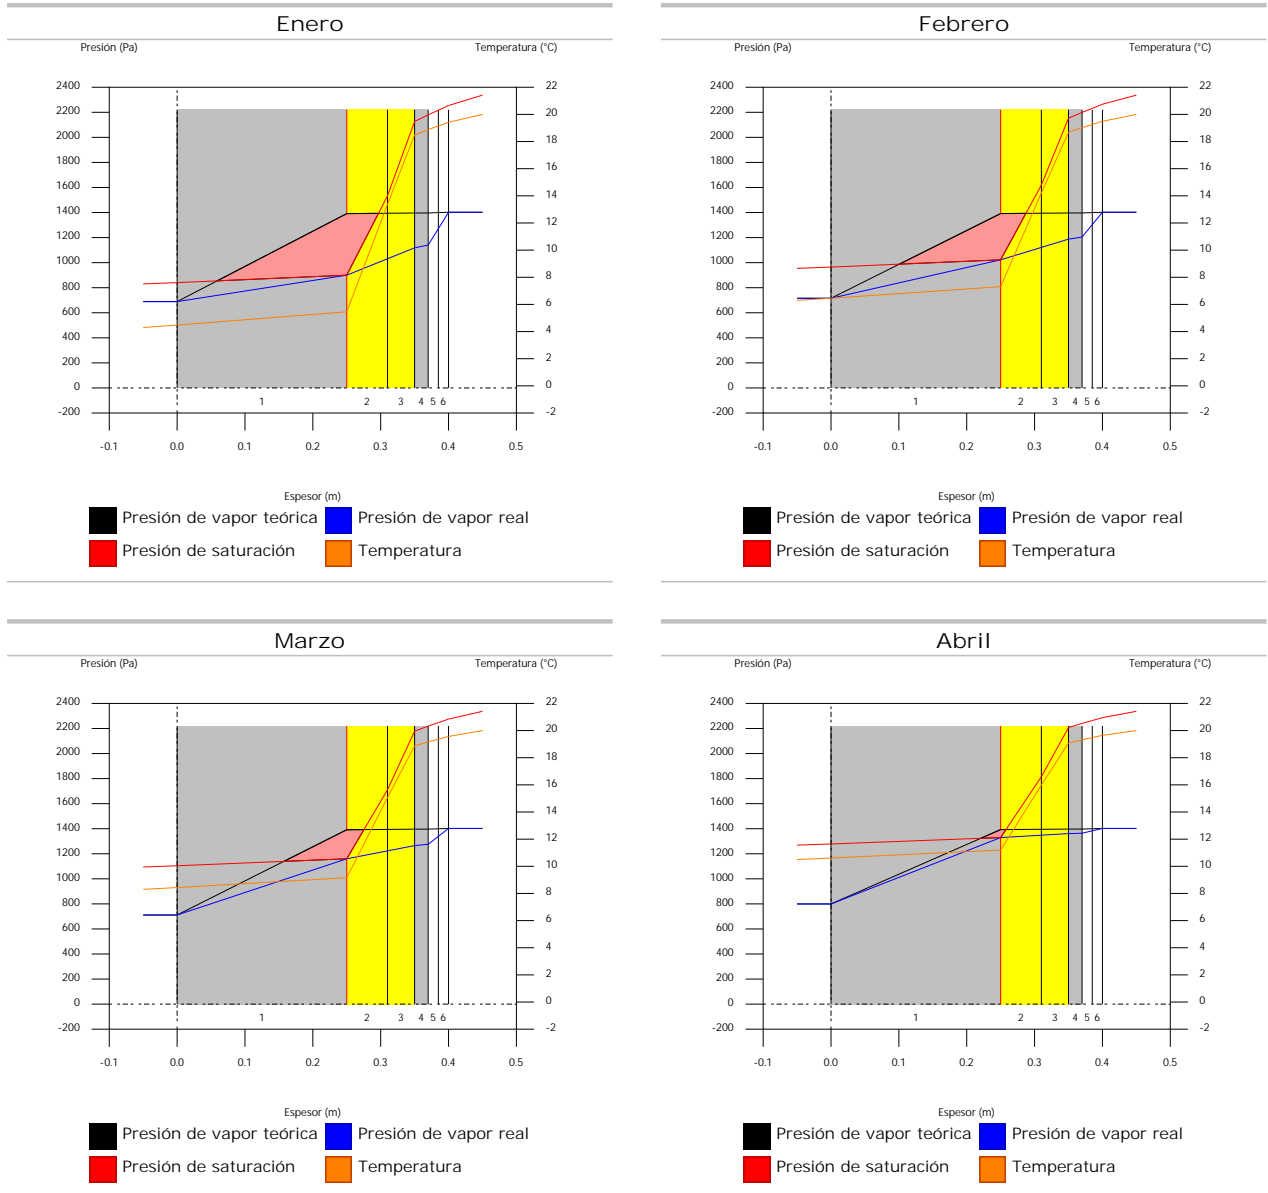 Enero
Presión (Pa) Temperatura (°C)
2400 22
2200 20
2000 18
1800 16
1600 14
1400 12
1200 10
1000 8
800 6
600 4
400 2
200 0
0 -2
-200
1 2 3 4 5 6
-0.1 0.0 0.1 0.2 0.3 0.4 0.5
Espesor (m)
Presión de vapor teórica Presión de vapor real
Presión de saturación Temperatura
Febrero
Presión (Pa) Temperatura (°C)
2400 22
2200 20
2000 18
1800 16
1600 14
1400 12
1200 10
1000 8
800 6
600 4
400 2
200 0
0 -2
-200
1 2 3 4 5 6
-0.1 0.0 0.1 0.2 0.3 0.4 0.5
Espesor (m)
Presión de vapor teórica Presión de vapor real
Presión de saturación Temperatura
Marzo
Presión (Pa) Temperatura (°C)
2400 22
2200 20
2000 18
1800 16
1600 14
1400 12
1200 10
1000 8
800 6
600 4
400 2
200 0
0 -2
-200
1 2 3 4 5 6
-0.1 0.0 0.1 0.2 0.3 0.4 0.5
Espesor (m)
Presión de vapor teórica Presión de vapor real
Presión de saturación Temperatura
Abril
Presión (Pa) Temperatura (°C)
2400 22
2200 20
2000 18
1800 16
1600 14
1400 12
1200 10
1000 8
800 6
600 4
400 2
200 0
0 -2
-200
1 2 3 4 5 6
-0.1 0.0 0.1 0.2 0.3 0.4 0.5
Espesor (m)
Presión de vapor teórica Presión de vapor real
Presión de saturación Temperatura